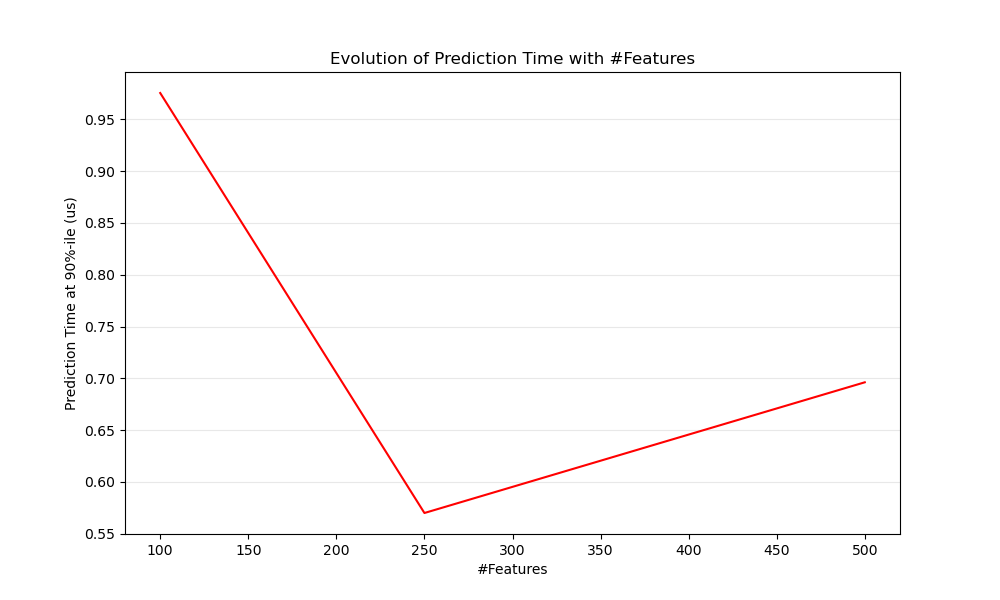 Evolution of Prediction Time with #Features
Prediction Time at 90%-ile (us)
0.95
0.90
0.85
0.80
0.75
0.70
0.65
0.60
0.55
100 150 200 250 300 350 400 450 500
#Features